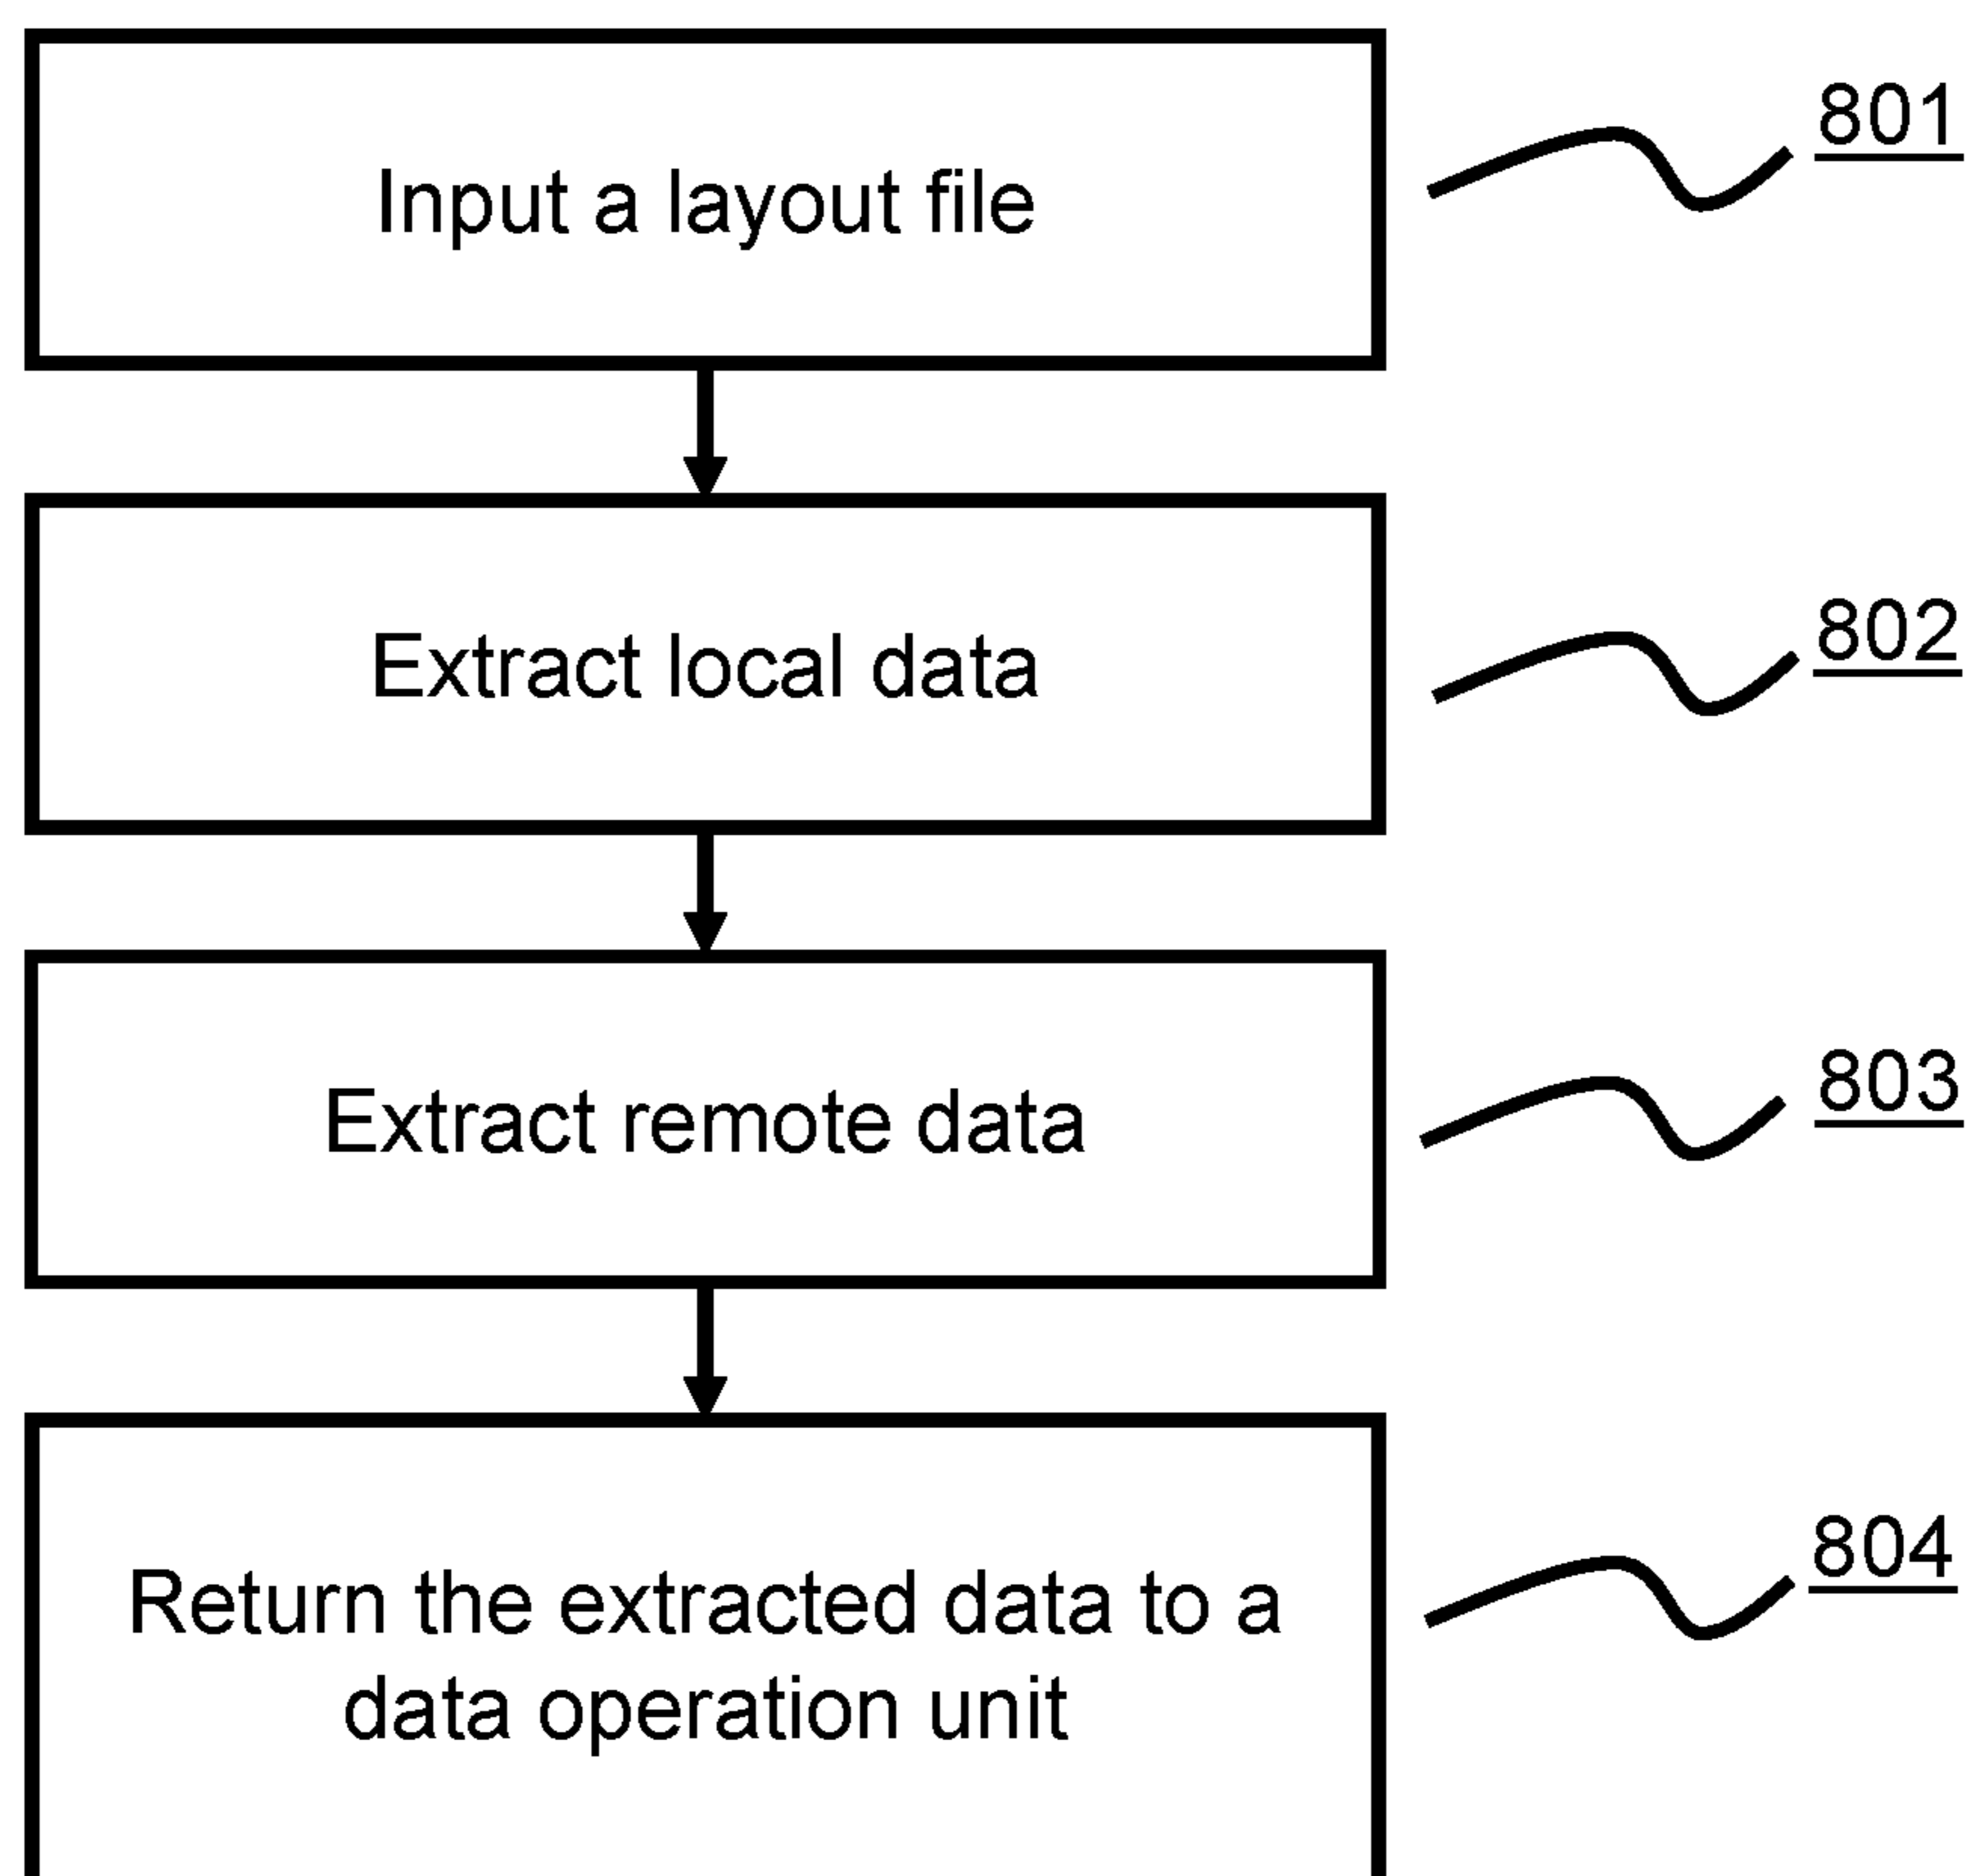 Input a layout file
801
Extract local data
802
Extract remote data
803
Return the extracted data to a
data operation unit
804